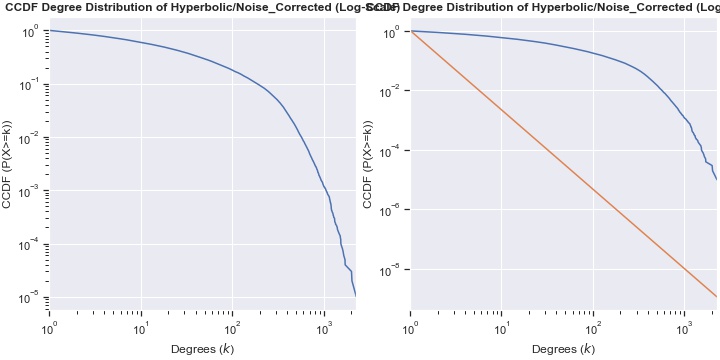 CCDF Degree Distribution of Hyperbolic/Noise_Corrected (Log-Scale)
CCDF Degree Distribution of Hyperbolic/Noise_Corrected (Log
CCDF (P(X>=k))
10⁰
10⁻¹
10⁻²
10⁻³
10⁻⁴
10⁻⁵
10⁰ 10¹ 10² 10³
Degrees (k)
CCDF (P(X>=k))
10⁰
10⁻²
10⁻⁴
10⁻⁶
10⁻⁸
10⁰ 10¹ 10² 10³
Degrees (k)